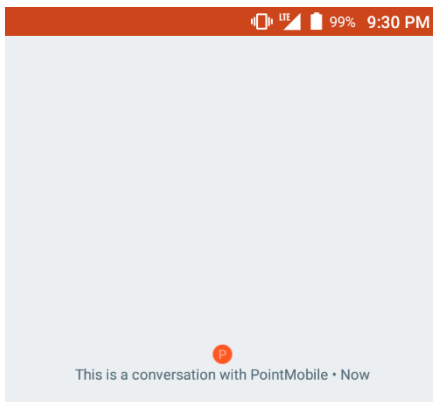 LTE 99% 9:30 PM
P
This is a conversation with PointMobile • Now